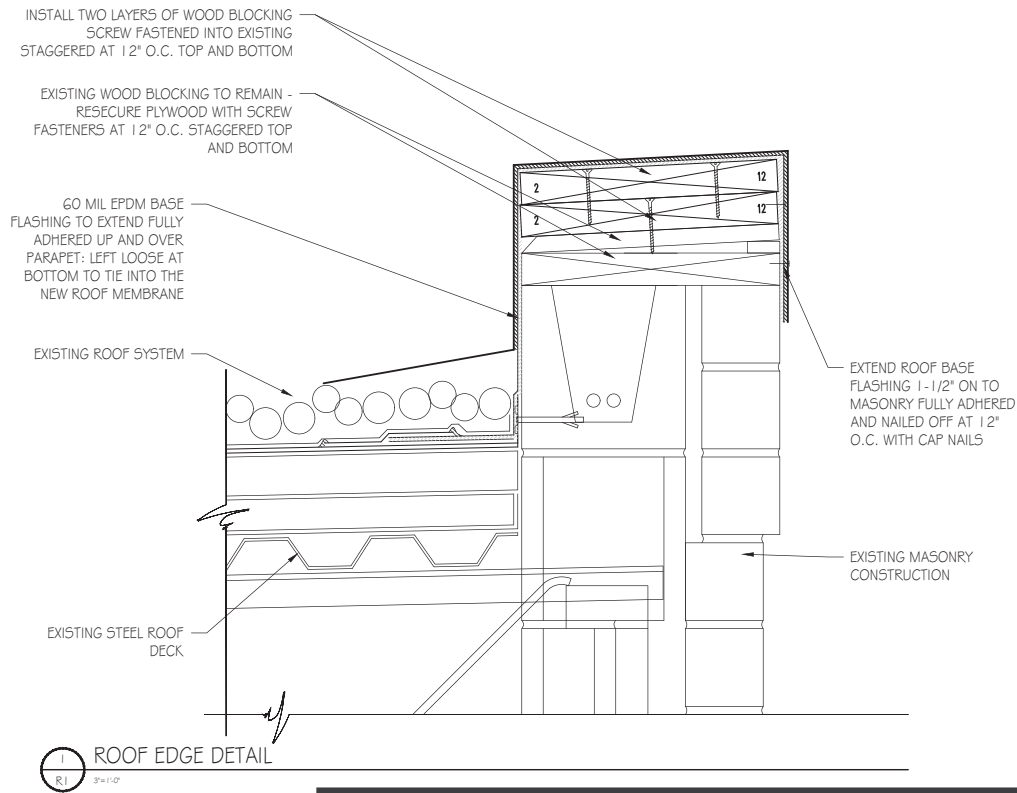 INSTALL TWO LAYERS OF WOOD BLOCKING
SCREW FASTENED INTO EXISTING
STAGGERED AT 12" O.C. TOP AND BOTTOM
EXISTING WOOD BLOCKING TO REMAIN -
RESECURE PLYWOOD WITH SCREW
FASTENERS AT 12" O.C. STAGGERED TOP
AND BOTTOM
60 MIL EPDM BASE
FLASHING TO EXTEND FULLY
ADHERED UP AND OVER
PARAPET: LEFT LOOSE AT
BOTTOM TO TIE INTO THE
NEW ROOF MEMBRANE
EXISTING ROOF SYSTEM
2 12
2 12
EXTEND ROOF BASE
FLASHING 1-1/2" ON TO
MASONRY FULLY ADHERED
AND NAILED OFF AT 12"
O.C. WITH CAP NAILS
EXISTING MASONRY
CONSTRUCTION
EXISTING STEEL ROOF
DECK
1
R1
ROOF EDGE DETAIL
3"=1'-0"